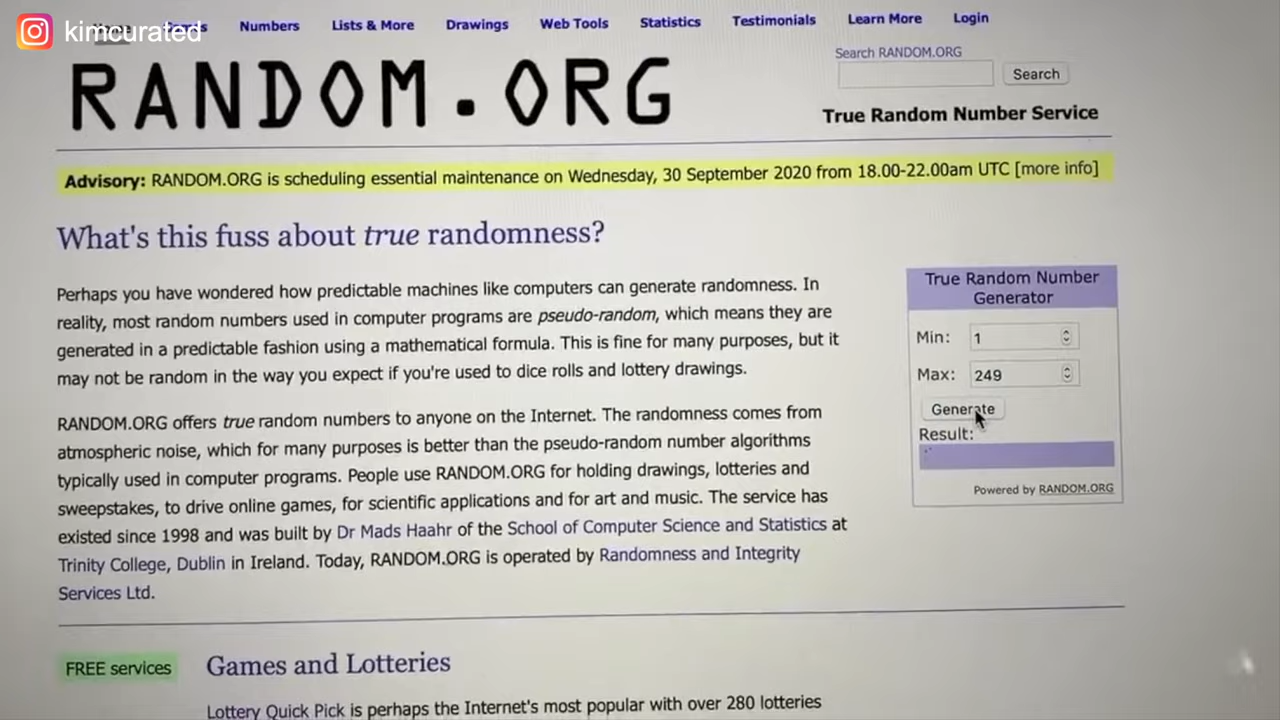 kimcurated
Numbers
Lists & More
Drawings
Web Tools
Statistics
Testimonials
Learn More
Login
RANDOM.ORG
Search RANDOM.ORG
Search
True Random Number Service
Advisory: RANDOM.ORG is scheduling essential maintenance on Wednesday, 30 September 2020 from 18.00-22.00am UTC [more info]
What's this fuss about true randomness?
Perhaps you have wondered how predictable machines like computers can generate randomness. In
reality, most random numbers used in computer programs are pseudo-random, which means they are
generated in a predictable fashion using a mathematical formula. This is fine for many purposes, but it
may not be random in the way you expect if you're used to dice rolls and lottery drawings.
RANDOM.ORG offers true random numbers to anyone on the Internet. The randomness comes from
atmospheric noise, which for many purposes is better than the pseudo-random number algorithms
typically used in computer programs. People use RANDOM.ORG for holding drawings, lotteries and
sweepstakes, to drive online games, for scientific applications and for art and music. The service has
existed since 1998 and was built by Dr Mads Haahr of the School of Computer Science and Statistics at
Trinity College, Dublin in Ireland. Today, RANDOM.ORG is operated by Randomness and Integrity
Services Ltd.
True Random Number
Generator
Min: 1
Max: 249
Generate
Result:
Powered by RANDOM.ORG
FREE services
Games and Lotteries
Lottery Quick Pick is perhaps the Internet's most popular with over 280 lotteries